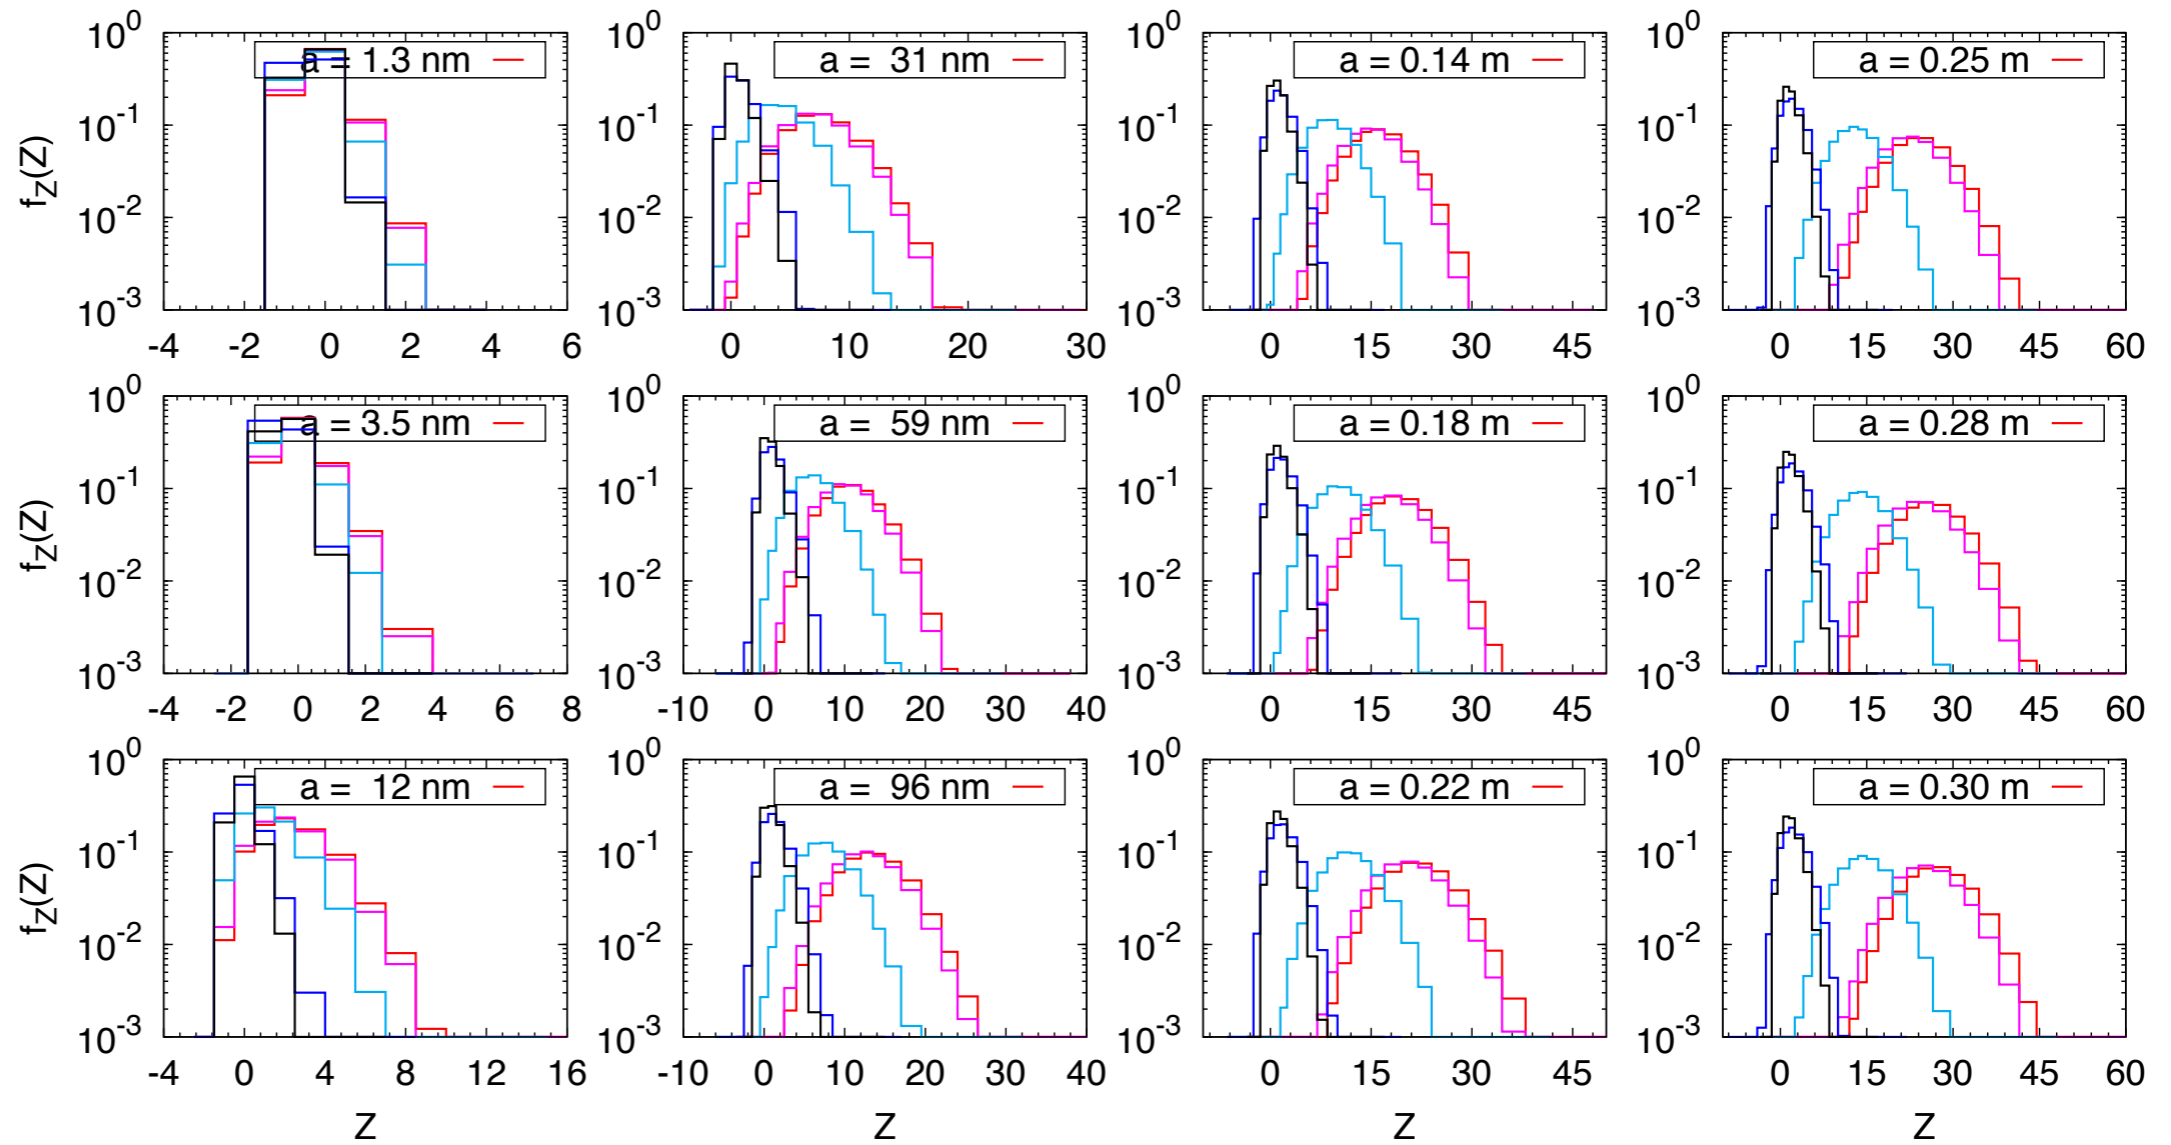 10^0 10^-1 10^-2 10^-3 f_Z(Z) a = 1.3 nm -4 -2 0 2 4 6
10^0 10^-1 10^-2 10^-3 a = 31 nm 0 10 20 30
10^0 10^-1 10^-2 10^-3 a = 0.14 m 0 15 30 45
10^0 10^-1 10^-2 10^-3 a = 0.25 m 0 15 30 45 60
10^0 10^-1 10^-2 10^-3 f_Z(Z) a = 3.5 nm -4 -2 0 2 4 6 8
10^0 10^-1 10^-2 10^-3 a = 59 nm -10 0 10 20 30 40
10^0 10^-1 10^-2 10^-3 a = 0.18 m 0 15 30 45
10^0 10^-1 10^-2 10^-3 a = 0.28 m 0 15 30 45 60
10^0 10^-1 10^-2 10^-3 f_Z(Z) a = 12 nm -4 0 4 8 12 16 Z
10^0 10^-1 10^-2 10^-3 a = 96 nm -10 0 10 20 30 40 Z
10^0 10^-1 10^-2 10^-3 a = 0.22 m 0 15 30 45 Z
10^0 10^-1 10^-2 10^-3 a = 0.30 m 0 15 30 45 60 Z